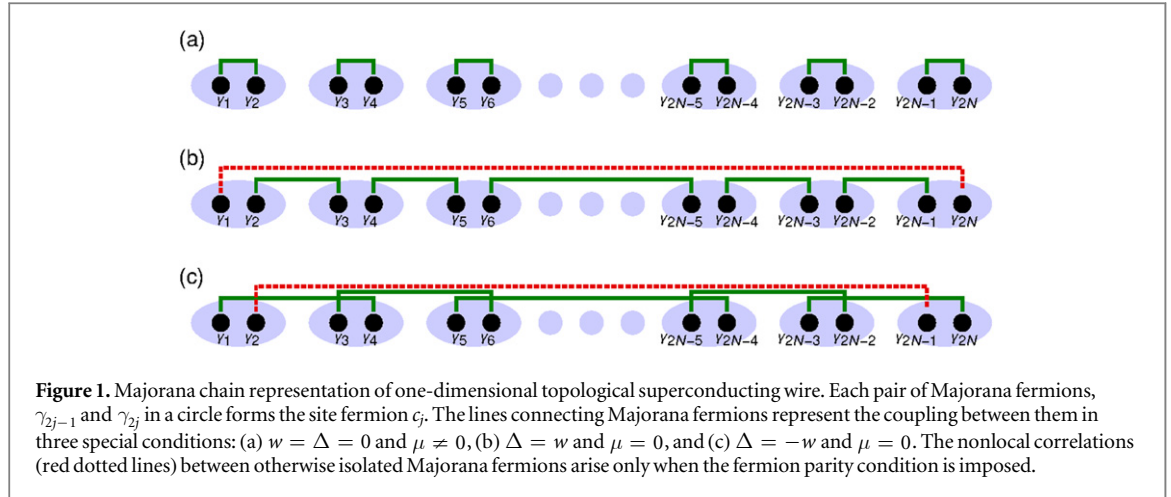 (a)
γ1 γ2 γ3 γ4 γ5 γ6 γ2N−5 γ2N−4 γ2N−3 γ2N−2 γ2N−1 γ2N
(b)
γ1 γ2 γ3 γ4 γ5 γ6 γ2N−5 γ2N−4 γ2N−3 γ2N−2 γ2N−1 γ2N
(c)
γ1 γ2 γ3 γ4 γ5 γ6 γ2N−5 γ2N−4 γ2N−3 γ2N−2 γ2N−1 γ2N
Figure 1. Majorana chain representation of one-dimensional topological superconducting wire. Each pair of Majorana fermions,
γ2j−1 and γ2j in a circle forms the site fermion cj. The lines connecting Majorana fermions represent the coupling between them in
three special conditions: (a) w = Δ = 0 and μ ≠ 0, (b) Δ = w and μ = 0, and (c) Δ = −w and μ = 0. The nonlocal correlations
(red dotted lines) between otherwise isolated Majorana fermions arise only when the fermion parity condition is imposed.